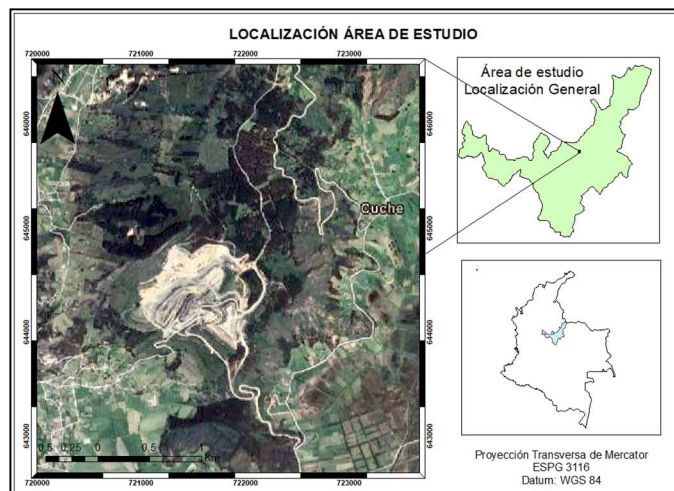 LOCALIZACIÓN ÁREA DE ESTUDIO
720000 721000 722000 723000
646000
645000
644000
643000
N
Cuche
0,5 0,25 0 0,5 1
Km
646000
645000
644000
643000
720000 721000 722000 723000
Área de estudio
Localización General
Proyección Transversa de Mercator
ESPG 3116
Datum: WGS 84